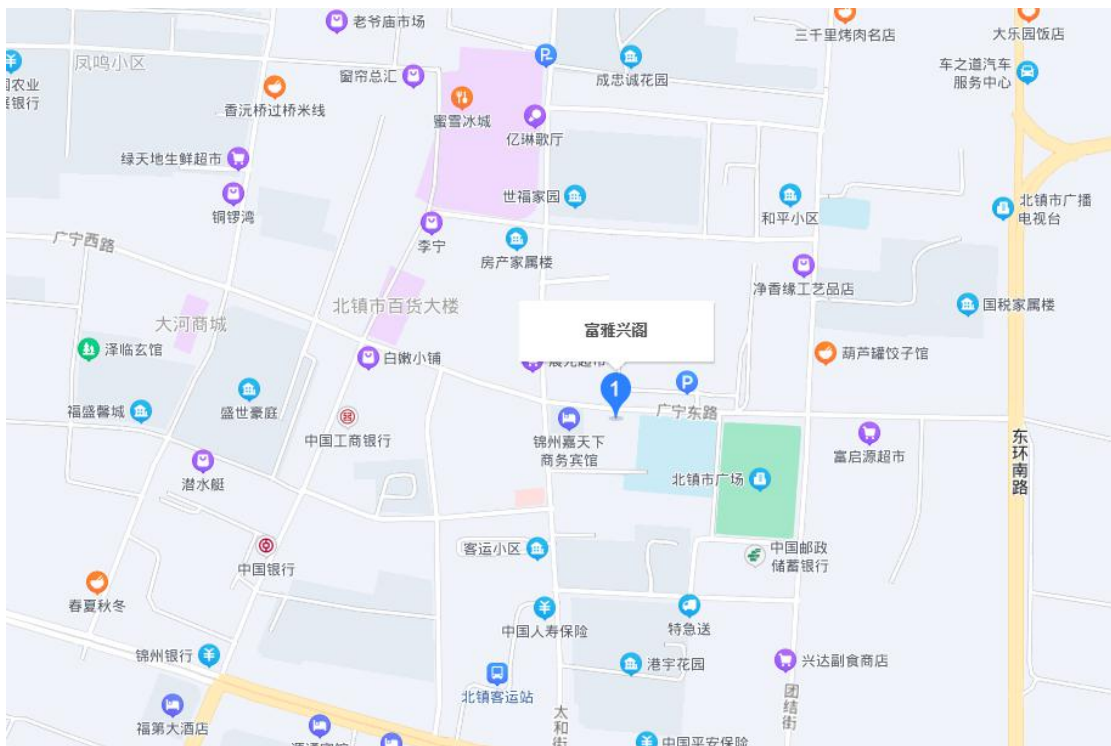 老爷庙市场
三千里烤肉名店
大乐园饭店
凤鸣小区
窗帘总汇
成忠诚花园
车之道汽车
服务中心
农业
银行
香沅桥过桥米线
蜜雪冰城
亿琳歌厅
绿天地生鲜超市
世福家园
铜锣湾
和平小区
北镇市广播
电视台
广宁西路
李宁
房产家属楼
净香缘工艺品店
国税家属楼
北镇市百货大楼
大河商城
富雅兴阁
泽临玄馆
白嫩小铺
葫芦罐饺子馆
1
P
福盛馨城
盛世豪庭
广宁东路
中国工商银行
锦州嘉天下
商务宾馆
富启源超市
东环南路
潜水艇
北镇市广场
客运小区
中国邮政
储蓄银行
中国银行
春夏秋冬
中国人寿保险
特急送
锦州银行
港宇花园
兴达副食商店
北镇客运站
团结街
福第大酒店
太和街
中国平安保险